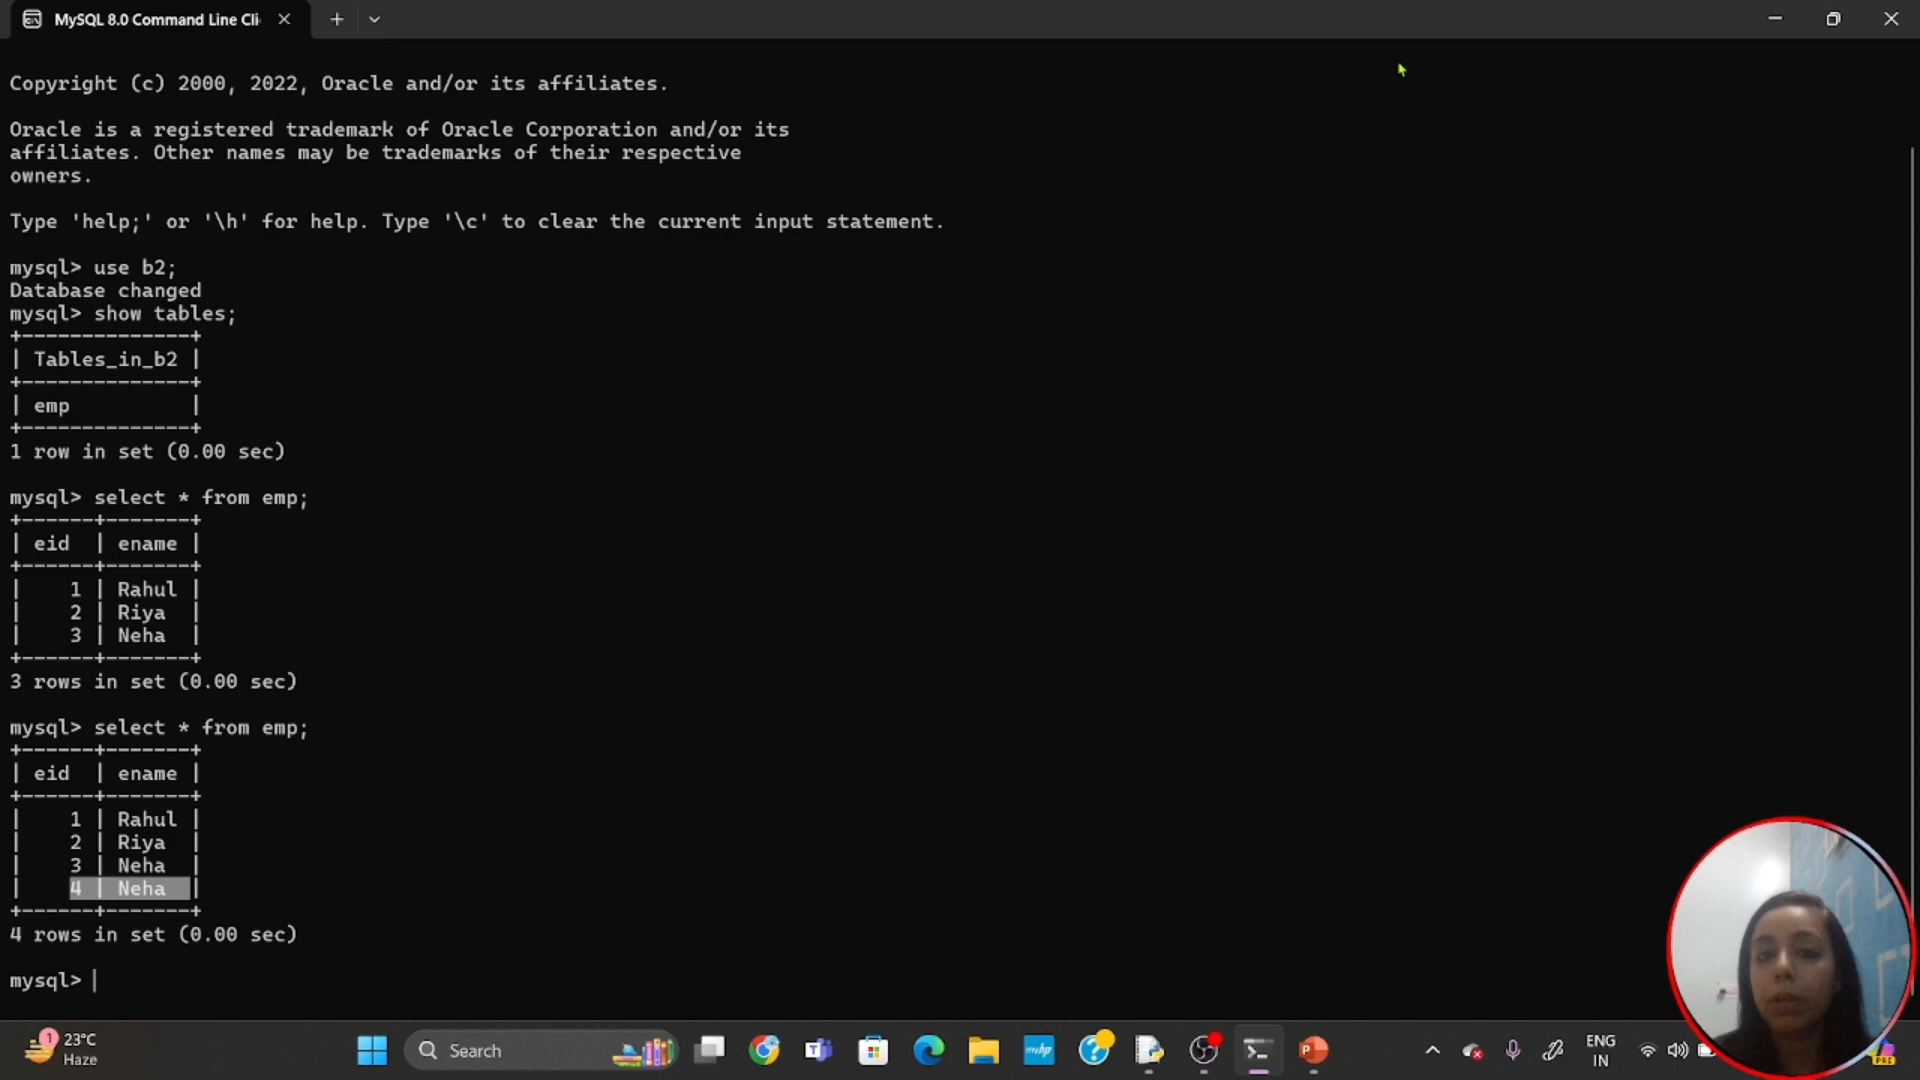 MySQL 8.0 Command Line Cli
Copyright (c) 2000, 2022, Oracle and/or its affiliates.
Oracle is a registered trademark of Oracle Corporation and/or its
affiliates. Other names may be trademarks of their respective
owners.
Type 'help;' or '\h' for help. Type '\c' to clear the current input statement.
mysql> use b2;
Database changed
mysql> show tables;
+--------------+
| Tables_in_b2 |
+--------------+
| emp          |
+--------------+
1 row in set (0.00 sec)
mysql> select * from emp;
+------+-------+
| eid  | ename |
+------+-------+
|    1 | Rahul |
|    2 | Riya  |
|    3 | Neha  |
+------+-------+
3 rows in set (0.00 sec)
mysql> select * from emp;
+------+-------+
| eid  | ename |
+------+-------+
|    1 | Rahul |
|    2 | Riya  |
|    3 | Neha  |
|    4 | Neha  |
+------+-------+
4 rows in set (0.00 sec)
mysql>
1 23°C
Haze
Search
myhp
ENG
IN
PRE